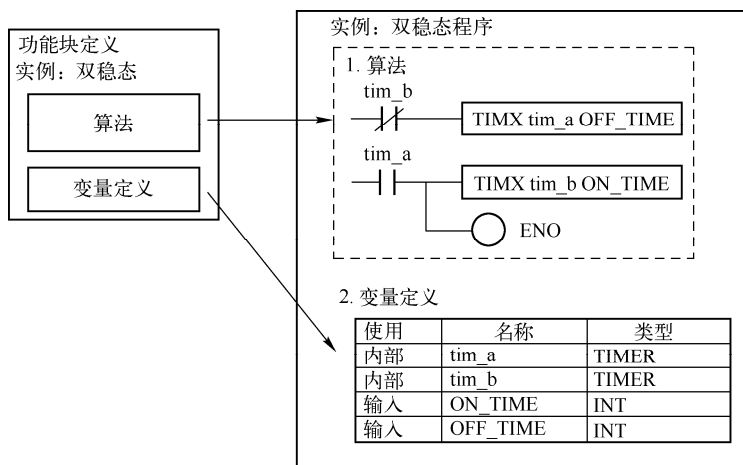 功能块定义
实例：双稳态
算法
变量定义
实例：双稳态程序
1. 算法
tim_b
TIMX tim_a OFF_TIME
tim_a
TIMX tim_b ON_TIME
ENO
2. 变量定义
使用 名称 类型
内部 tim_a TIMER
内部 tim_b TIMER
输入 ON_TIME INT
输入 OFF_TIME INT